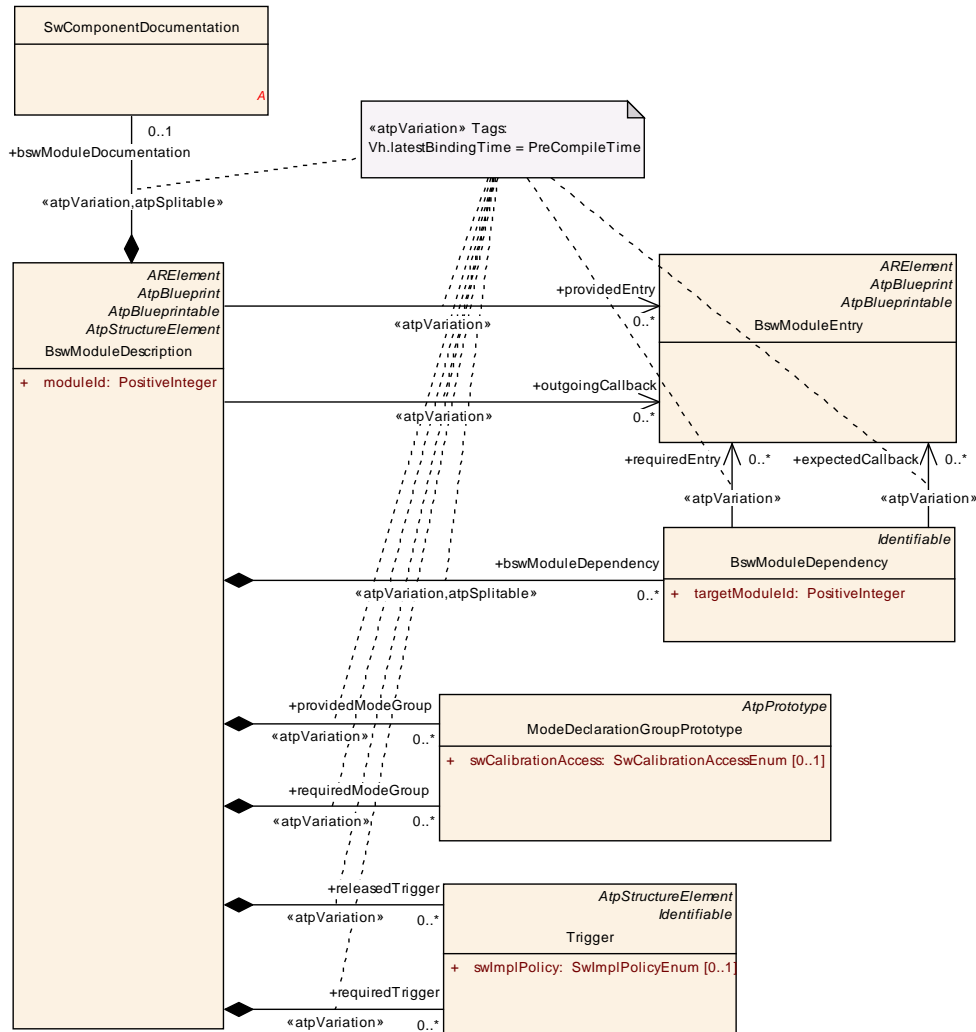 SwComponentDocumentation
A
0..1
+bswModuleDocumentation
«atpVariation,atpSplitable»
«atpVariation» Tags:
Vh.latestBindingTime = PreCompileTime
ARElement
AtpBlueprint
AtpBlueprintable
AtpStructureElement
BswModuleDescription
+ moduleId: PositiveInteger
+providedEntry
0..*
«atpVariation»
ARElement
AtpBlueprint
AtpBlueprintable
BswModuleEntry
+outgoingCallback
0..*
«atpVariation»
+requiredEntry 0..*
«atpVariation»
+expectedCallback 0..*
«atpVariation»
+bswModuleDependency
0..*
«atpVariation,atpSplitable»
Identifiable
BswModuleDependency
+ targetModuleId: PositiveInteger
+providedModeGroup
0..*
«atpVariation»
AtpPrototype
ModeDeclarationGroupPrototype
+ swCalibrationAccess: SwCalibrationAccessEnum [0..1]
+requiredModeGroup
0..*
«atpVariation»
+releasedTrigger
0..*
«atpVariation»
AtpStructureElement
Identifiable
Trigger
+ swImplPolicy: SwImplPolicyEnum [0..1]
+requiredTrigger
0..*
«atpVariation»